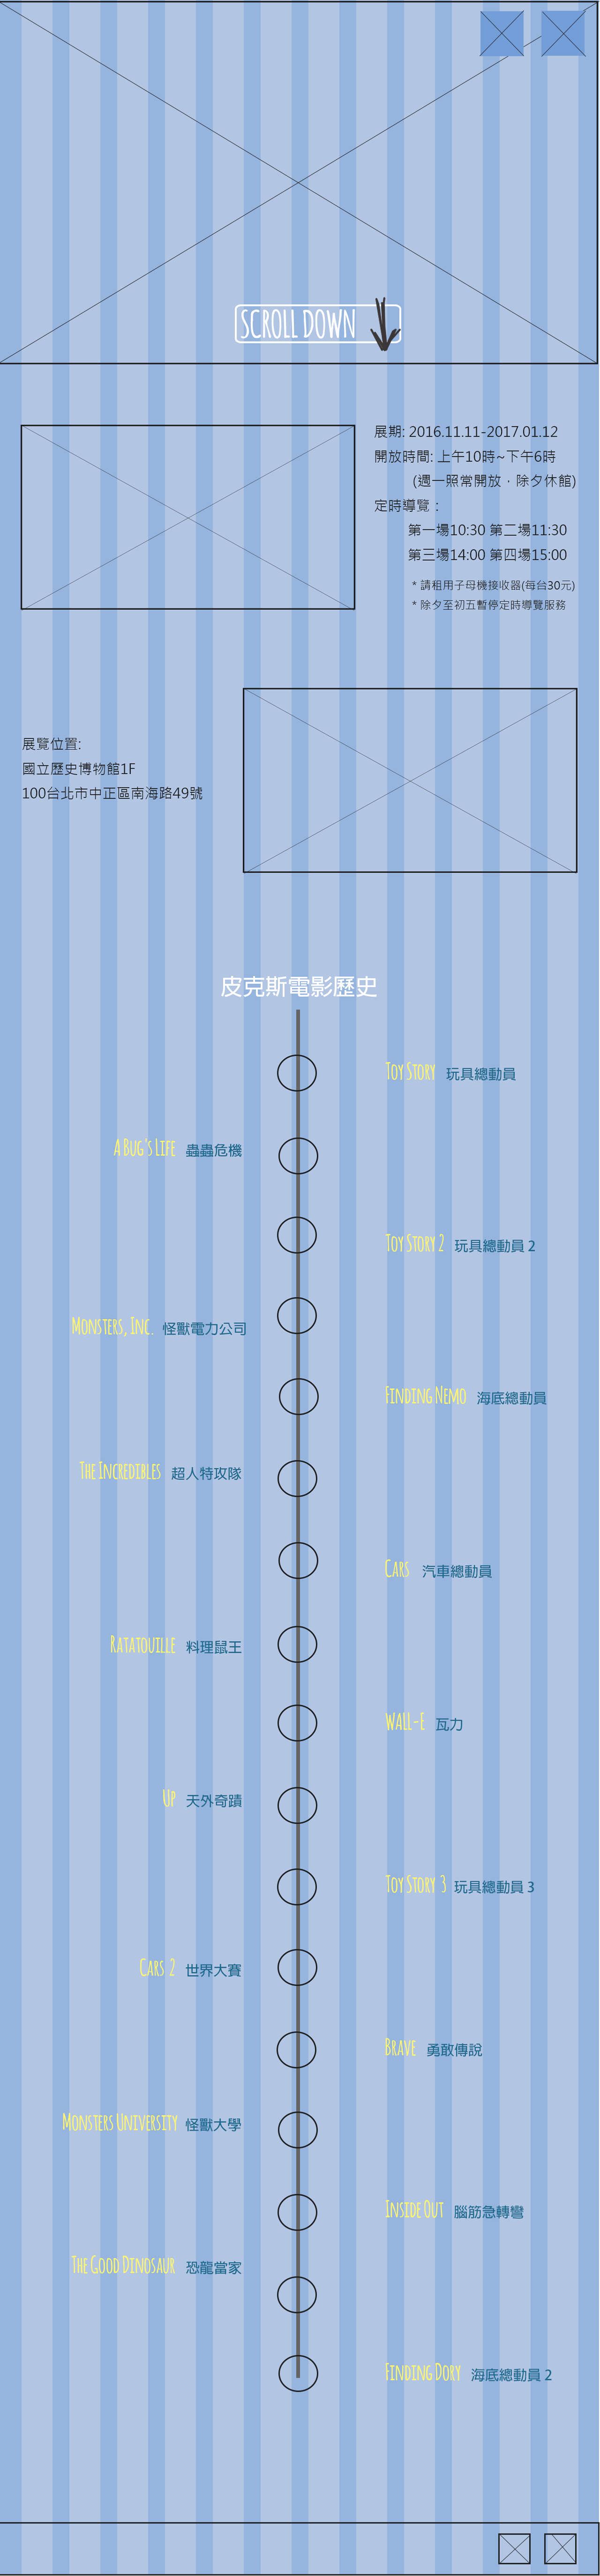 SCROLL DOWN
展期: 2016.11.11-2017.01.12
開放時間: 上午10時~下午6時
(週一照常開放．除夕休館)
定時導覽：
第一場10:30 第二場11:30
第三場14:00 第四場15:00
* 請租用子母機接收器(每台30元)
* 除夕至初五暫停定時導覽服務
展覽位置:
國立歷史博物館1F
100台北市中正區南海路49號
皮克斯電影歷史
Toy Story 玩具總動員
A Bug's Life 蟲蟲危機
Toy Story 2 玩具總動員 2
Monsters, Inc. 怪獸電力公司
Finding Nemo 海底總動員
The Incredibles 超人特攻隊
Cars 汽車總動員
Ratatouille 料理鼠王
WALL-E 瓦力
Up 天外奇蹟
Toy Story 3 玩具總動員 3
Cars 2 世界大賽
Brave 勇敢傳說
Monsters University 怪獸大學
Inside Out 腦筋急轉彎
The Good Dinosaur 恐龍當家
Finding Dory 海底總動員 2